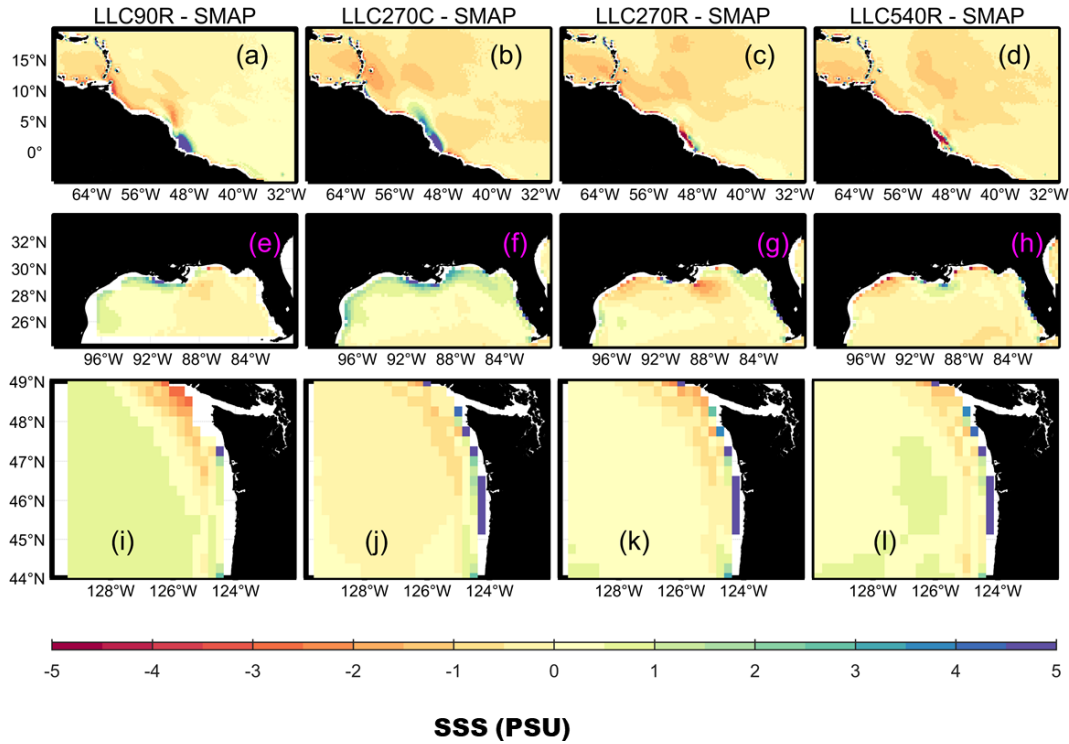 LLC90R - SMAP LLC270C - SMAP LLC270R - SMAP LLC540R - SMAP
(a) (b) (c) (d)
15°N
10°N
5°N
0°
64°W 56°W 48°W 40°W 32°W 64°W 56°W 48°W 40°W 32°W 64°W 56°W 48°W 40°W 32°W 64°W 56°W 48°W 40°W 32°W
(e) (f) (g) (h)
32°N
30°N
28°N
26°N
96°W 92°W 88°W 84°W 96°W 92°W 88°W 84°W 96°W 92°W 88°W 84°W 96°W 92°W 88°W 84°W
49°N
48°N
47°N
46°N
45°N
44°N
(i) (j) (k) (l)
128°W 126°W 124°W 128°W 126°W 124°W 128°W 126°W 124°W 128°W 126°W 124°W
-5 -4 -3 -2 -1 0 1 2 3 4 5
SSS (PSU)